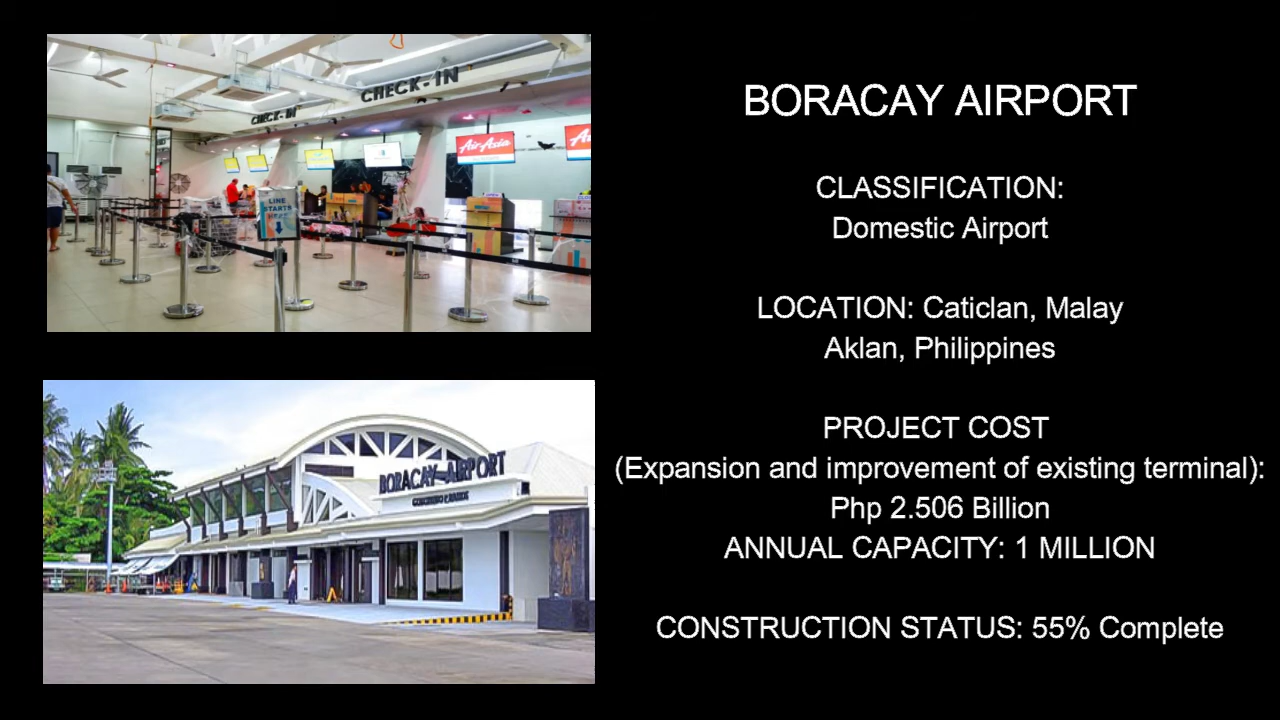 CHECK-IN
CHECK-IN
AirAsia
LINE
STARTS
HERE
BORACAY AIRPORT
BORACAY AIRPORT
CLASSIFICATION:
Domestic Airport
LOCATION: Caticlan, Malay
Aklan, Philippines
PROJECT COST
(Expansion and improvement of existing terminal):
Php 2.506 Billion
ANNUAL CAPACITY: 1 MILLION
CONSTRUCTION STATUS: 55% Complete